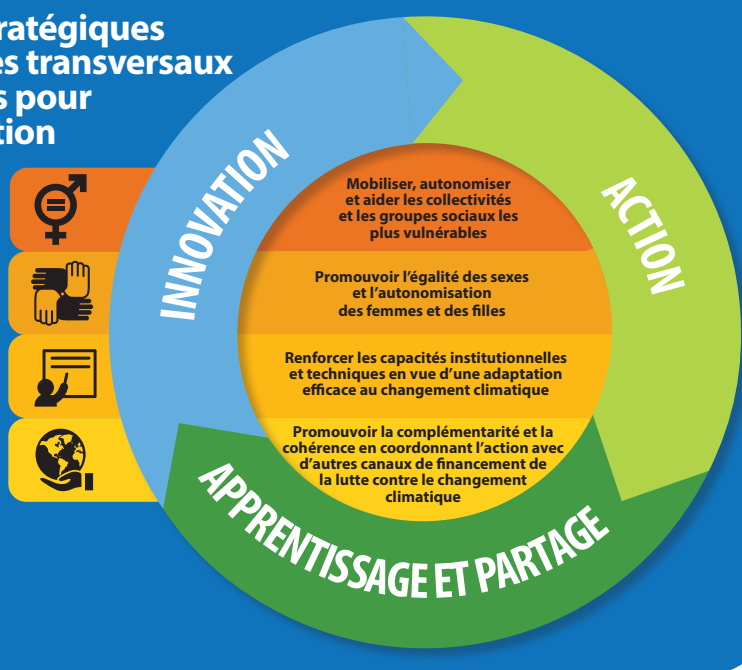 ratégiques
es transversaux
s pour
tion
INNOVATION
ACTION
Mobiliser, autonomiser
et aider les collectivités
et les groupes sociaux les
plus vulnérables
Promouvoir l'égalité des sexes
et l'autonomisation
des femmes et des filles
Renforcer les capacités institutionnelles
et techniques en vue d'une adaptation
efficace au changement climatique
Promouvoir la complémentarité et la
cohérence en coordonnant l'action avec
d'autres canaux de financement de
la lutte contre le changement
climatique
APPRENTISSAGE ET PARTAGE